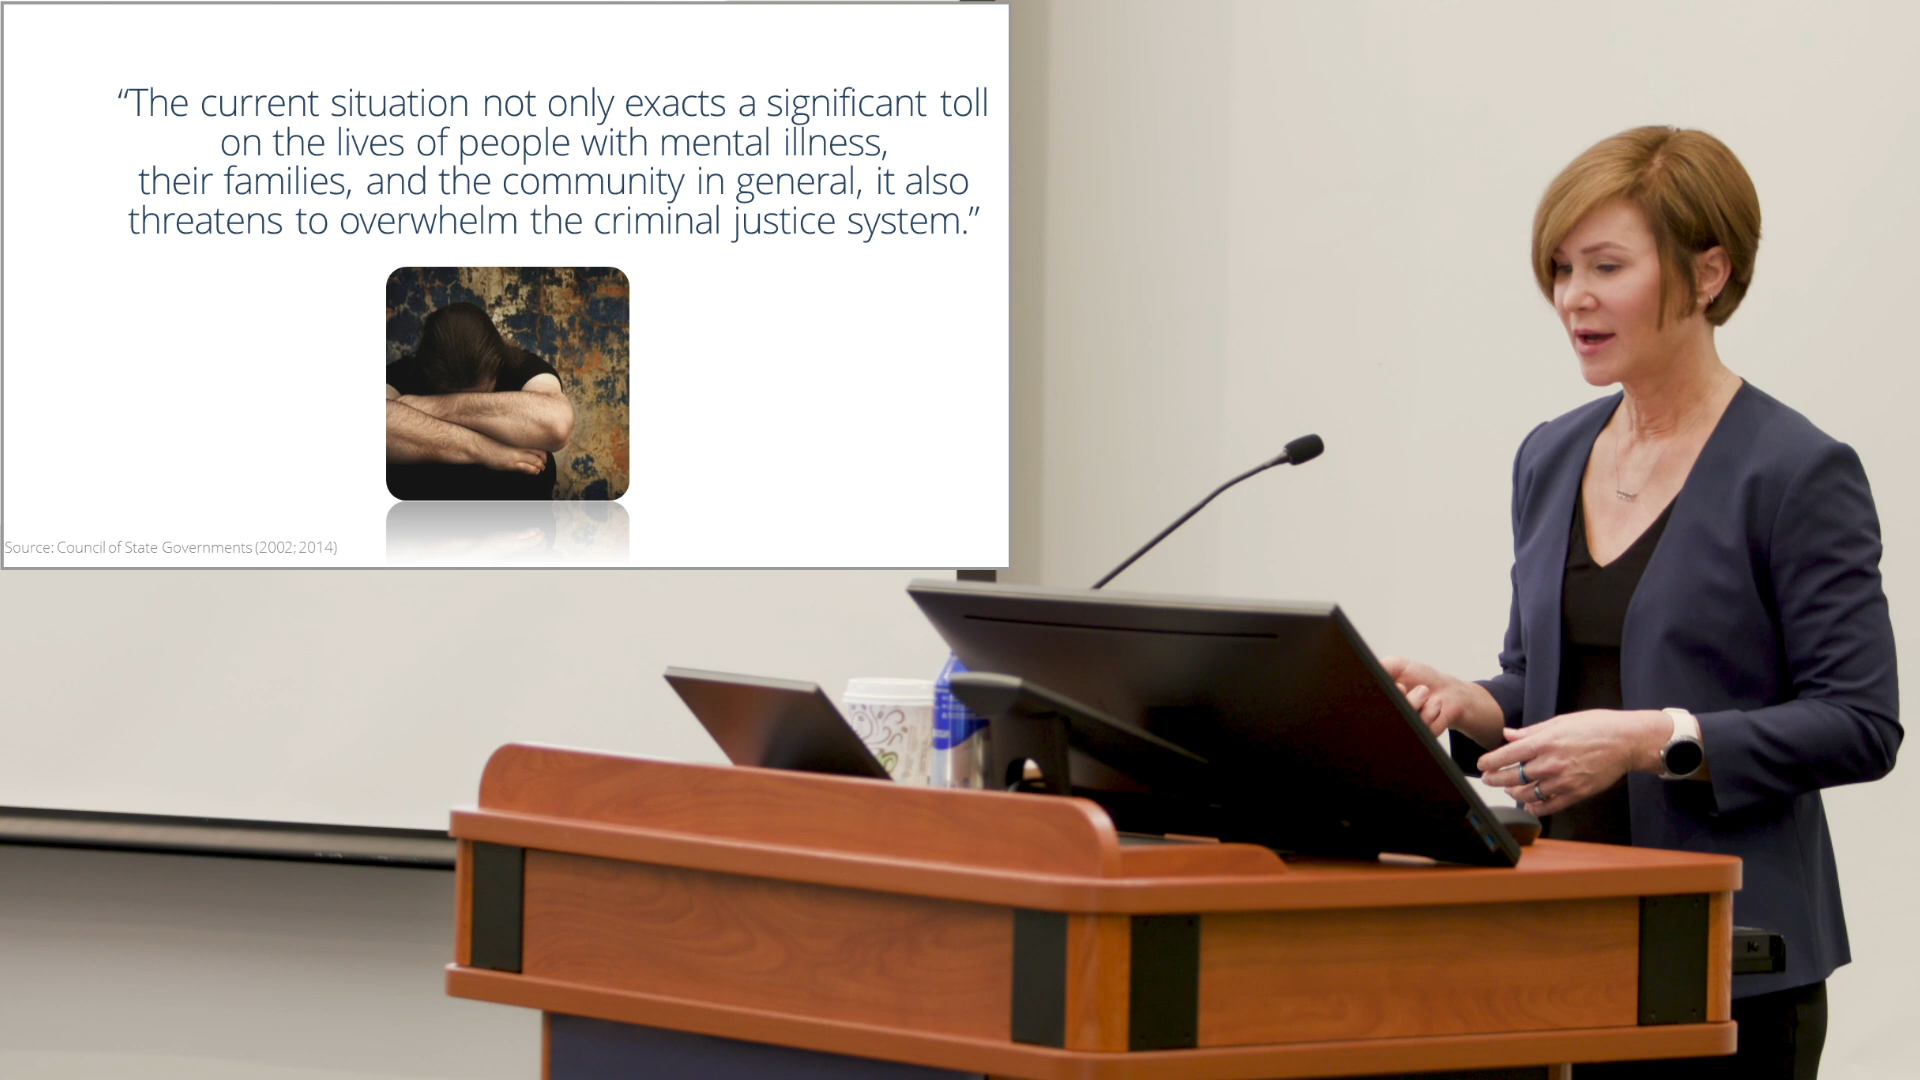 “The current situation not only exacts a significant toll
on the lives of people with mental illness,
their families, and the community in general, it also
threatens to overwhelm the criminal justice system.”
Source: Council of State Governments (2002; 2014)